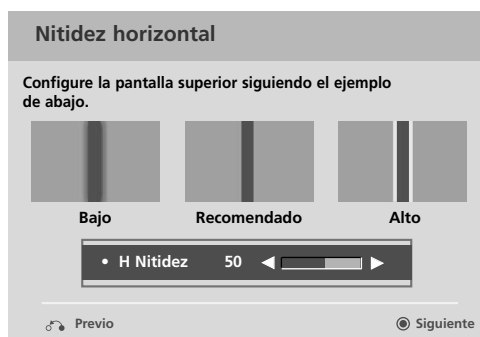 Nitidez horizontal
Configure la pantalla superior siguiendo el ejemplo
de abajo.
Bajo Recomendado Alto
• H Nitidez 50 ◀ ▶
Previo Siguiente